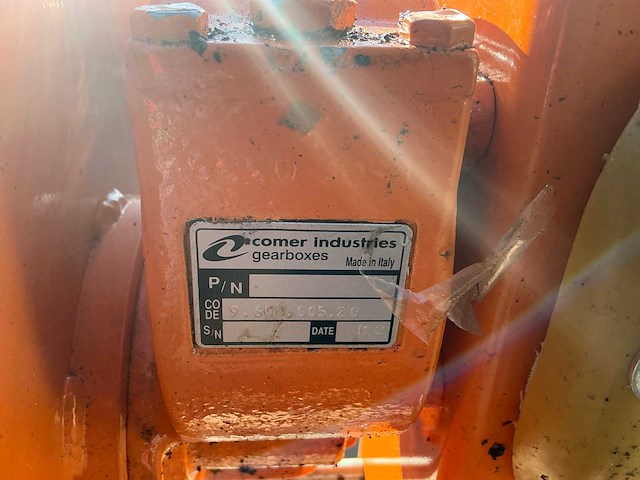 comer industries
gearboxes
Made in Italy
P/N
CODE
S/N DATE